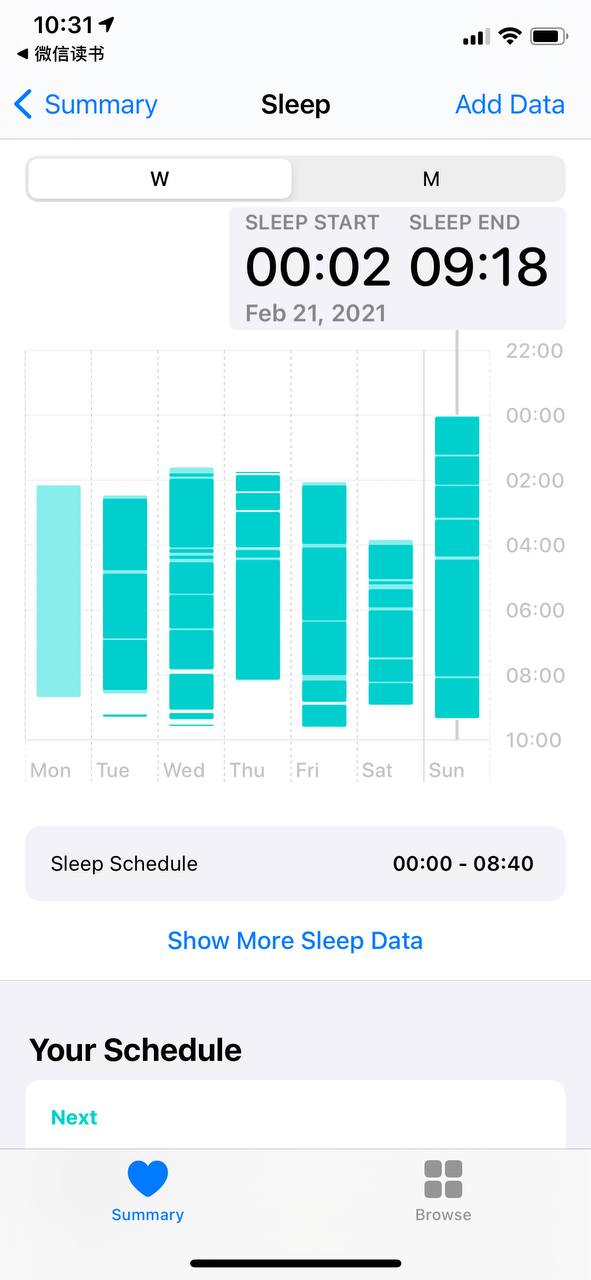 10:31
◀ 微信读书
Summary Sleep Add Data
W M
SLEEP START SLEEP END
00:02 09:18
Feb 21, 2021
22:00
00:00
02:00
04:00
06:00
08:00
10:00
Mon Tue Wed Thu Fri Sat Sun
Sleep Schedule 00:00 - 08:40
Show More Sleep Data
Your Schedule
Next
Summary Browse